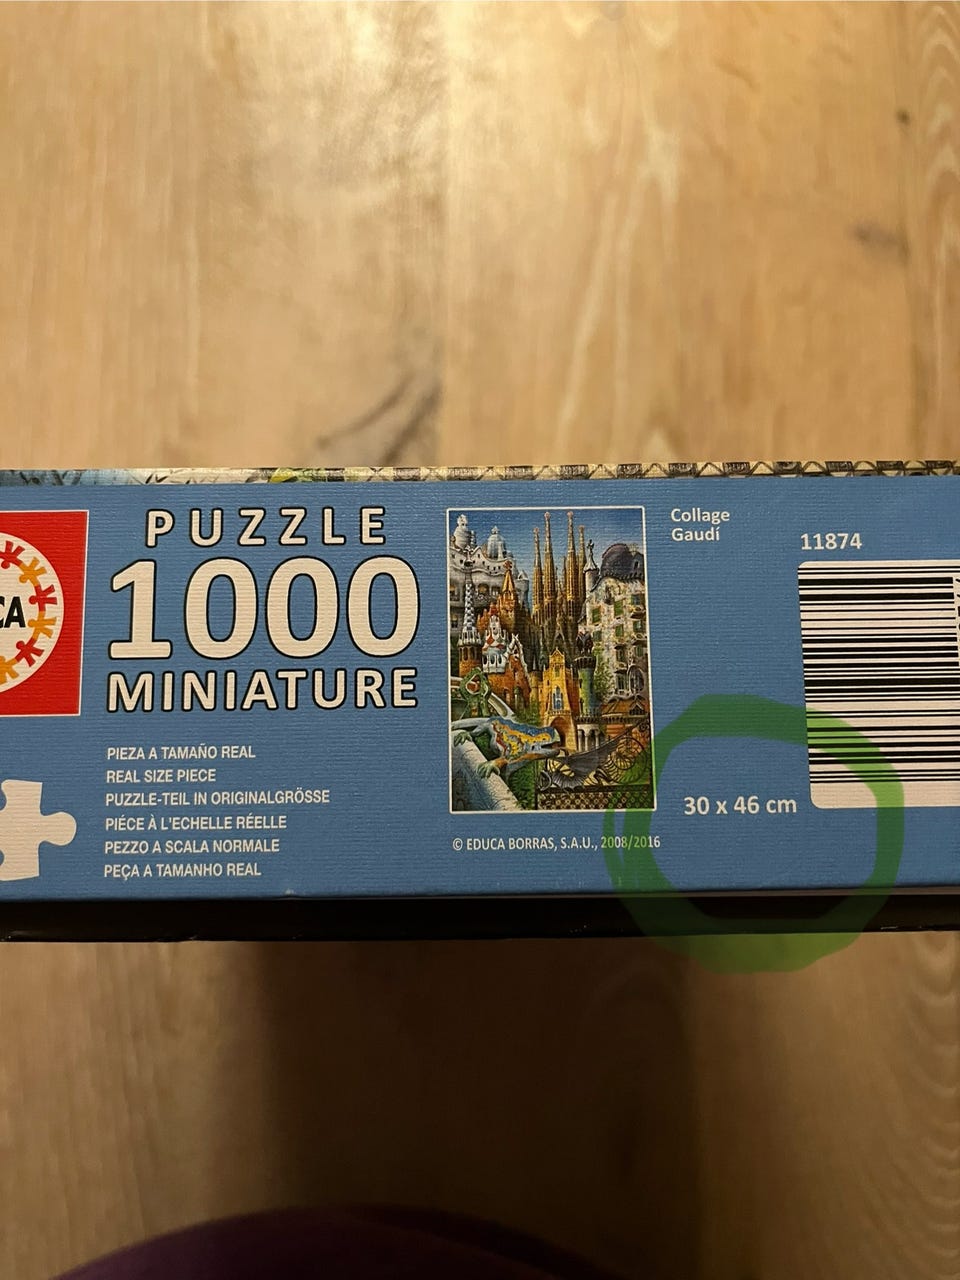 CA
PUZZLE
1000
MINIATURE
PIEZA A TAMAÑO REAL
REAL SIZE PIECE
PUZZLE-TEIL IN ORIGINALGRÖSSE
PIÉCE À L'ECHELLE RÉELLE
PEZZO A SCALA NORMALE
PEÇA A TAMANHO REAL
© EDUCA BORRAS, S.A.U., 2008/2016
Collage
Gaudí
30 x 46 cm
11874